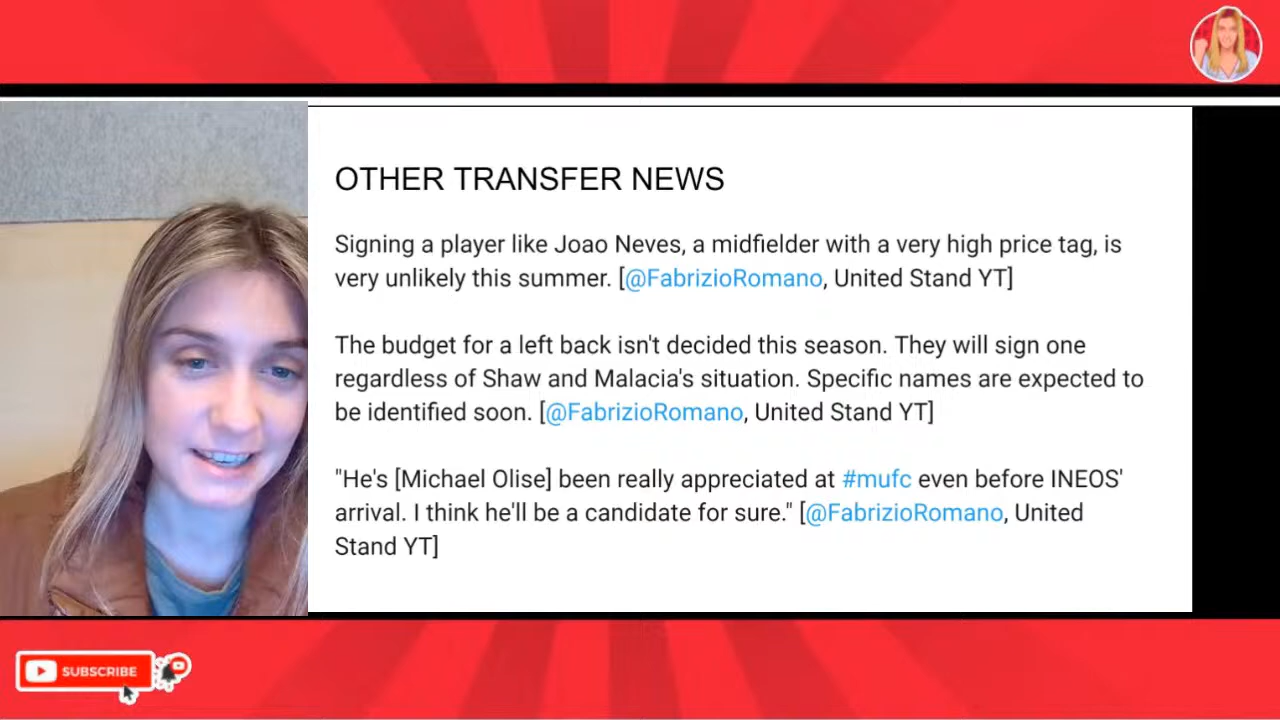 OTHER TRANSFER NEWS
Signing a player like Joao Neves, a midfielder with a very high price tag, is
very unlikely this summer. [@FabrizioRomano, United Stand YT]
The budget for a left back isn't decided this season. They will sign one
regardless of Shaw and Malacia's situation. Specific names are expected to
be identified soon. [@FabrizioRomano, United Stand YT]
"He's [Michael Olise] been really appreciated at #mufc even before INEOS'
arrival. I think he'll be a candidate for sure." [@FabrizioRomano, United
Stand YT]
SUBSCRIBE